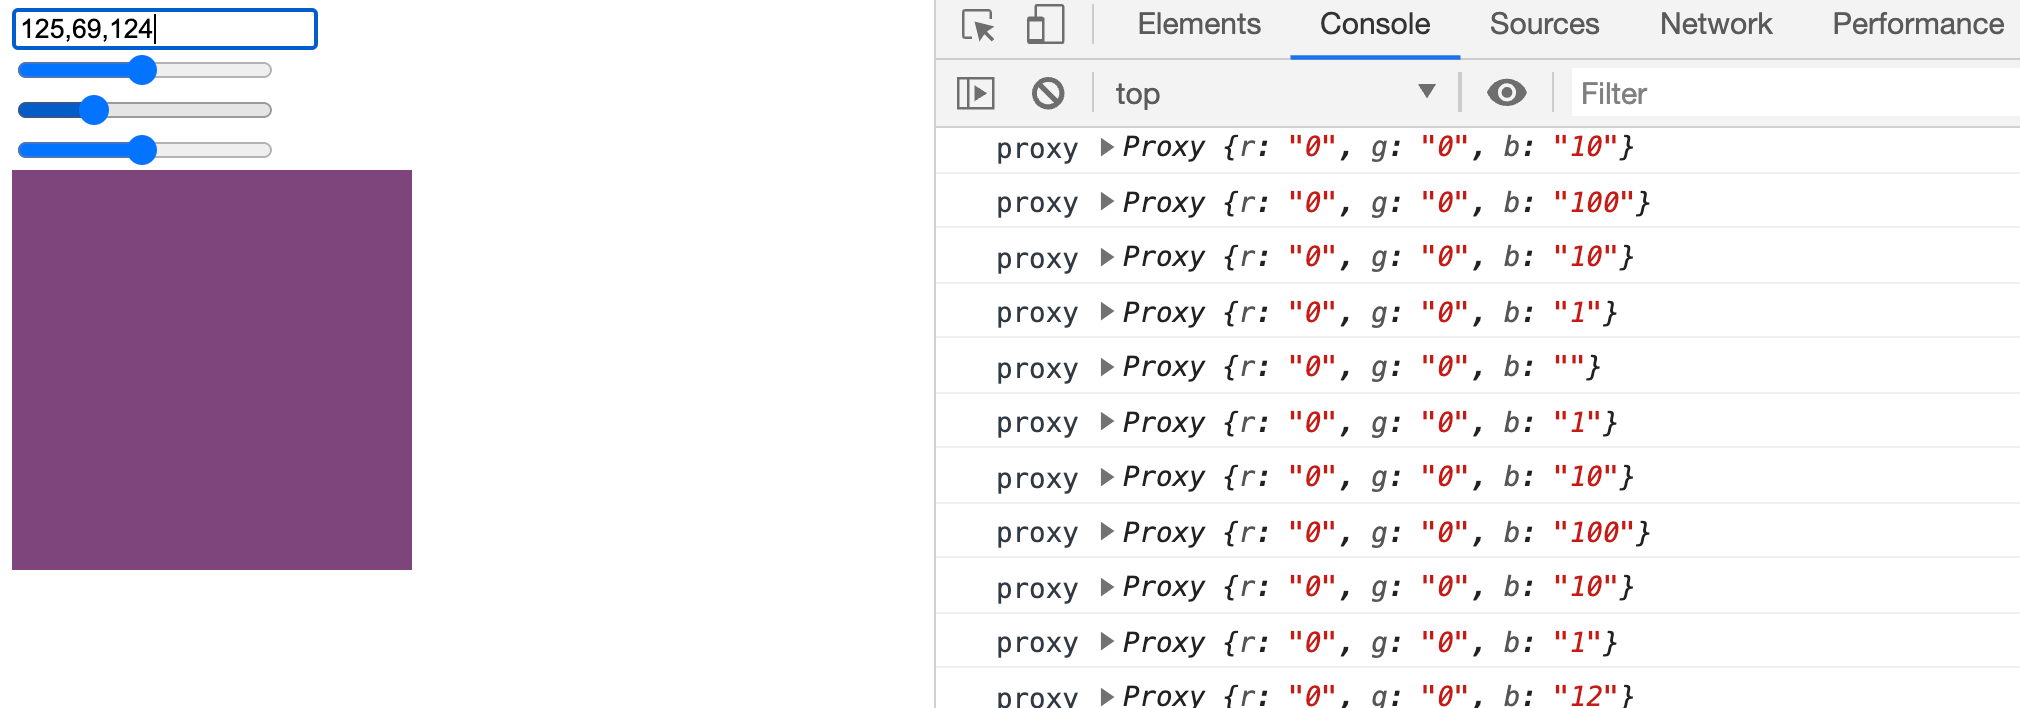 125,69,124
Elements Console Sources Network Performance
top Filter
proxy Proxy {r: "0", g: "0", b: "10"}
proxy Proxy {r: "0", g: "0", b: "100"}
proxy Proxy {r: "0", g: "0", b: "10"}
proxy Proxy {r: "0", g: "0", b: "1"}
proxy Proxy {r: "0", g: "0", b: ""}
proxy Proxy {r: "0", g: "0", b: "1"}
proxy Proxy {r: "0", g: "0", b: "10"}
proxy Proxy {r: "0", g: "0", b: "100"}
proxy Proxy {r: "0", g: "0", b: "10"}
proxy Proxy {r: "0", g: "0", b: "1"}
proxy Proxy {r: "0", g: "0", b: "12"}